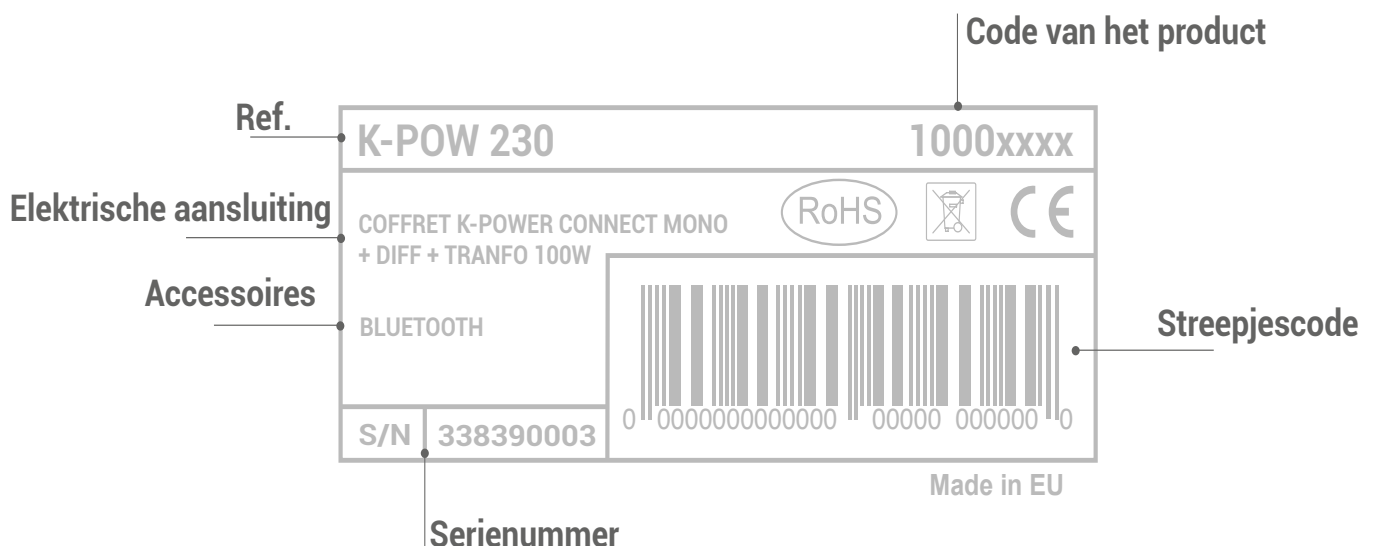 Code van het product
Ref.
K-POW 230
1000xxxx
Elektrische aansluiting
COFFRET K-POWER CONNECT MONO
+ DIFF + TRANFO 100W
RoHS
CE
Accessoires
BLUETOOTH
Streepjescode
0 0000000000000 00000 000000 0
S/N
338390003
Made in EU
Serienummer